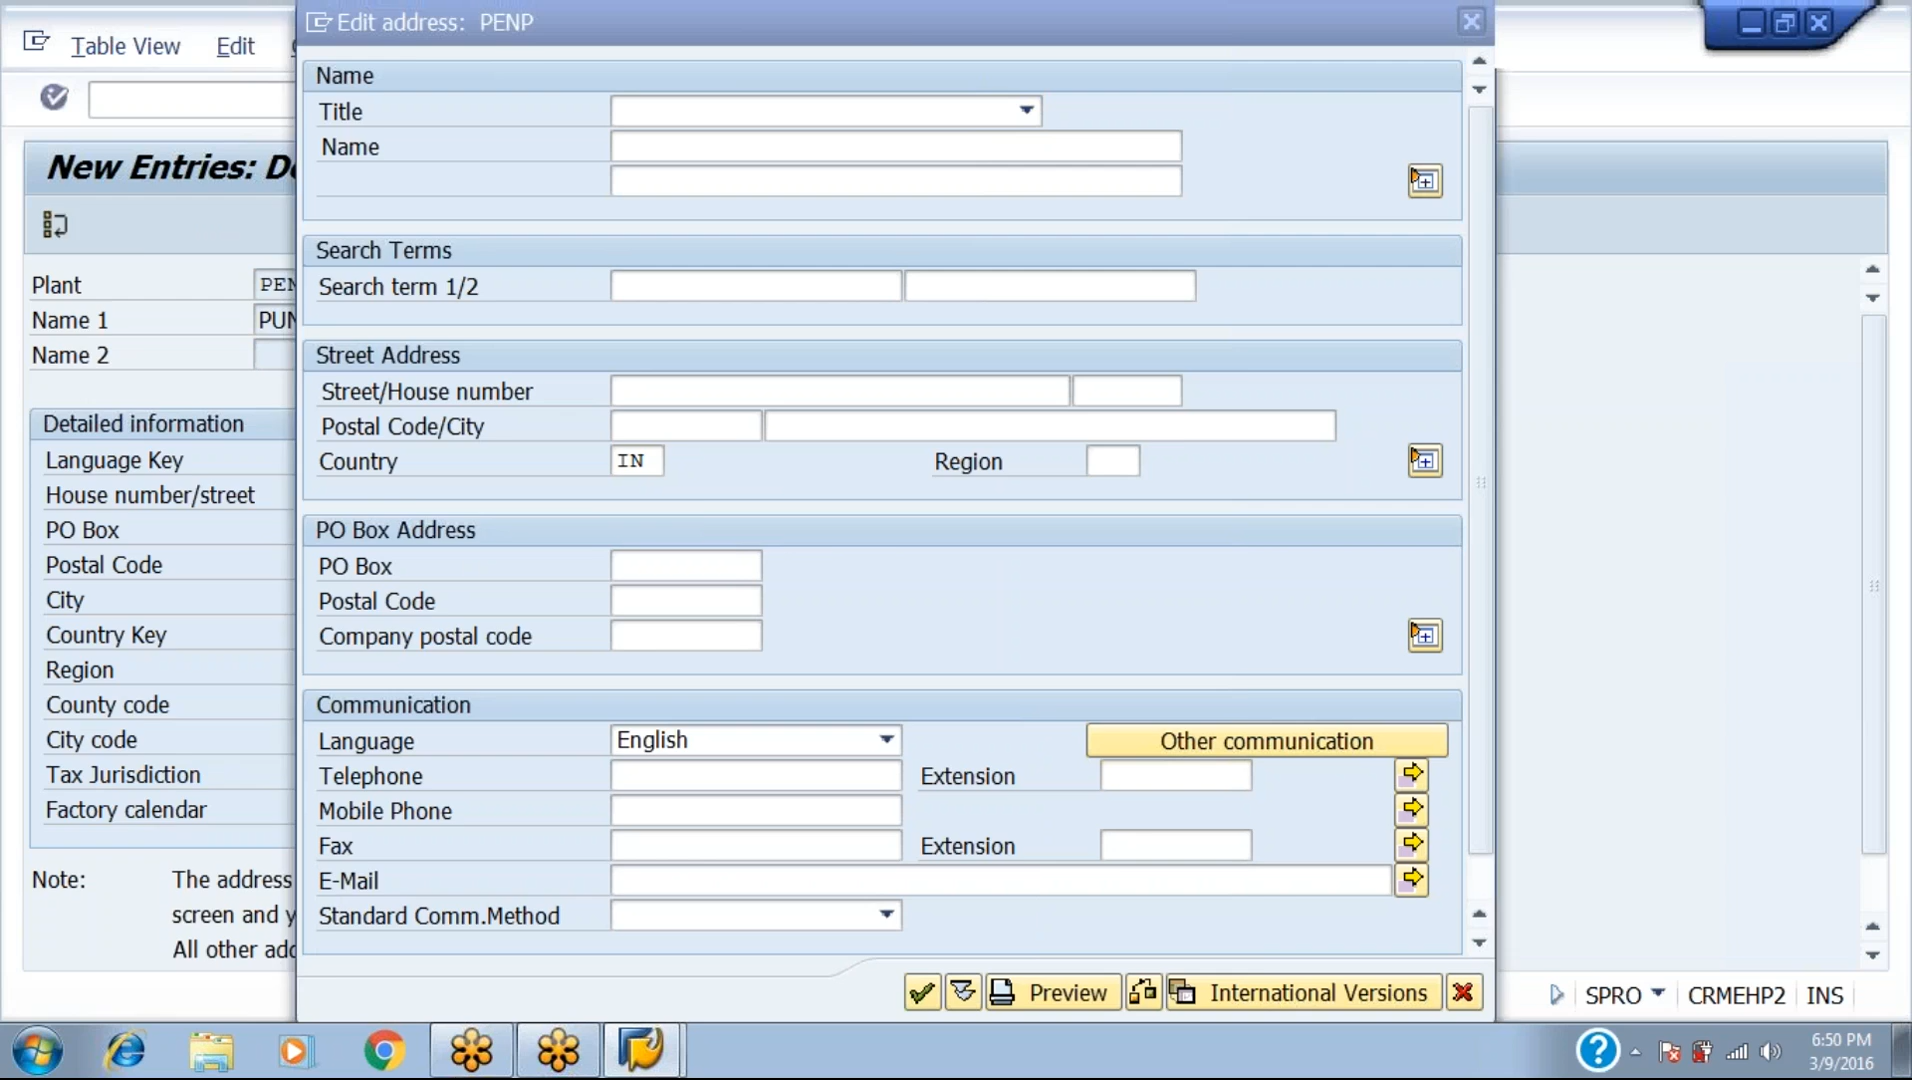 Edit address: PENP
Table View
Edit
New Entries: De
Plant
PEN
Name 1
PUN
Name 2
Detailed information
Language Key
House number/street
PO Box
Postal Code
City
Country Key
Region
County code
City code
Tax Jurisdiction
Factory calendar
Note:
The address
screen and y
All other add
Name
Title
Name
Search Terms
Search term 1/2
Street Address
Street/House number
Postal Code/City
Country IN Region
PO Box Address
PO Box
Postal Code
Company postal code
Communication
Language English Other communication
Telephone Extension
Mobile Phone
Fax Extension
E-Mail
Standard Comm.Method
Preview International Versions
SPRO CRMEHP2 INS
6:50 PM
3/9/2016